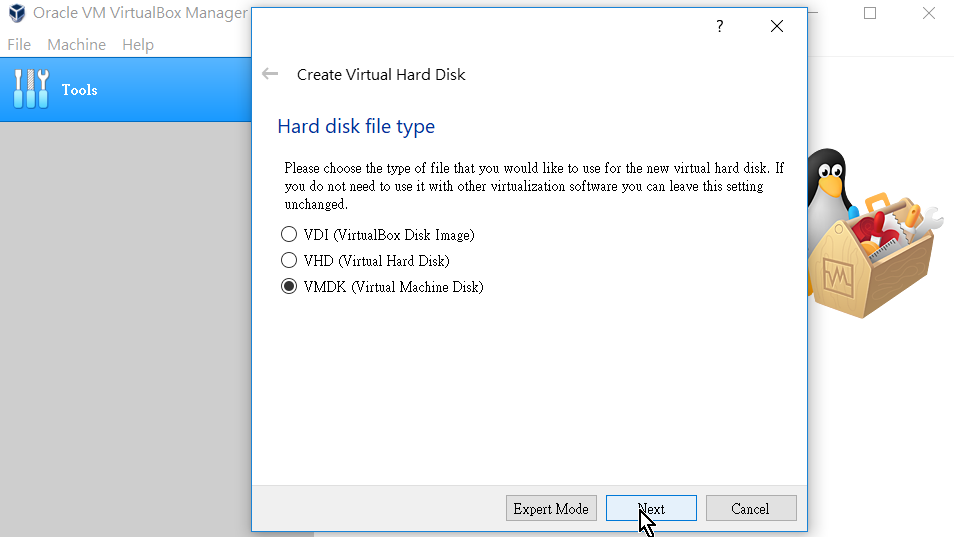 Oracle VM VirtualBox Manager
?
File Machine Help
Create Virtual Hard Disk
Tools
Hard disk file type
Please choose the type of file that you would like to use for the new virtual hard disk. If
you do not need to use it with other virtualization software you can leave this setting
unchanged.
VDI (VirtualBox Disk Image)
VHD (Virtual Hard Disk)
VMDK (Virtual Machine Disk)
Expert Mode Next Cancel